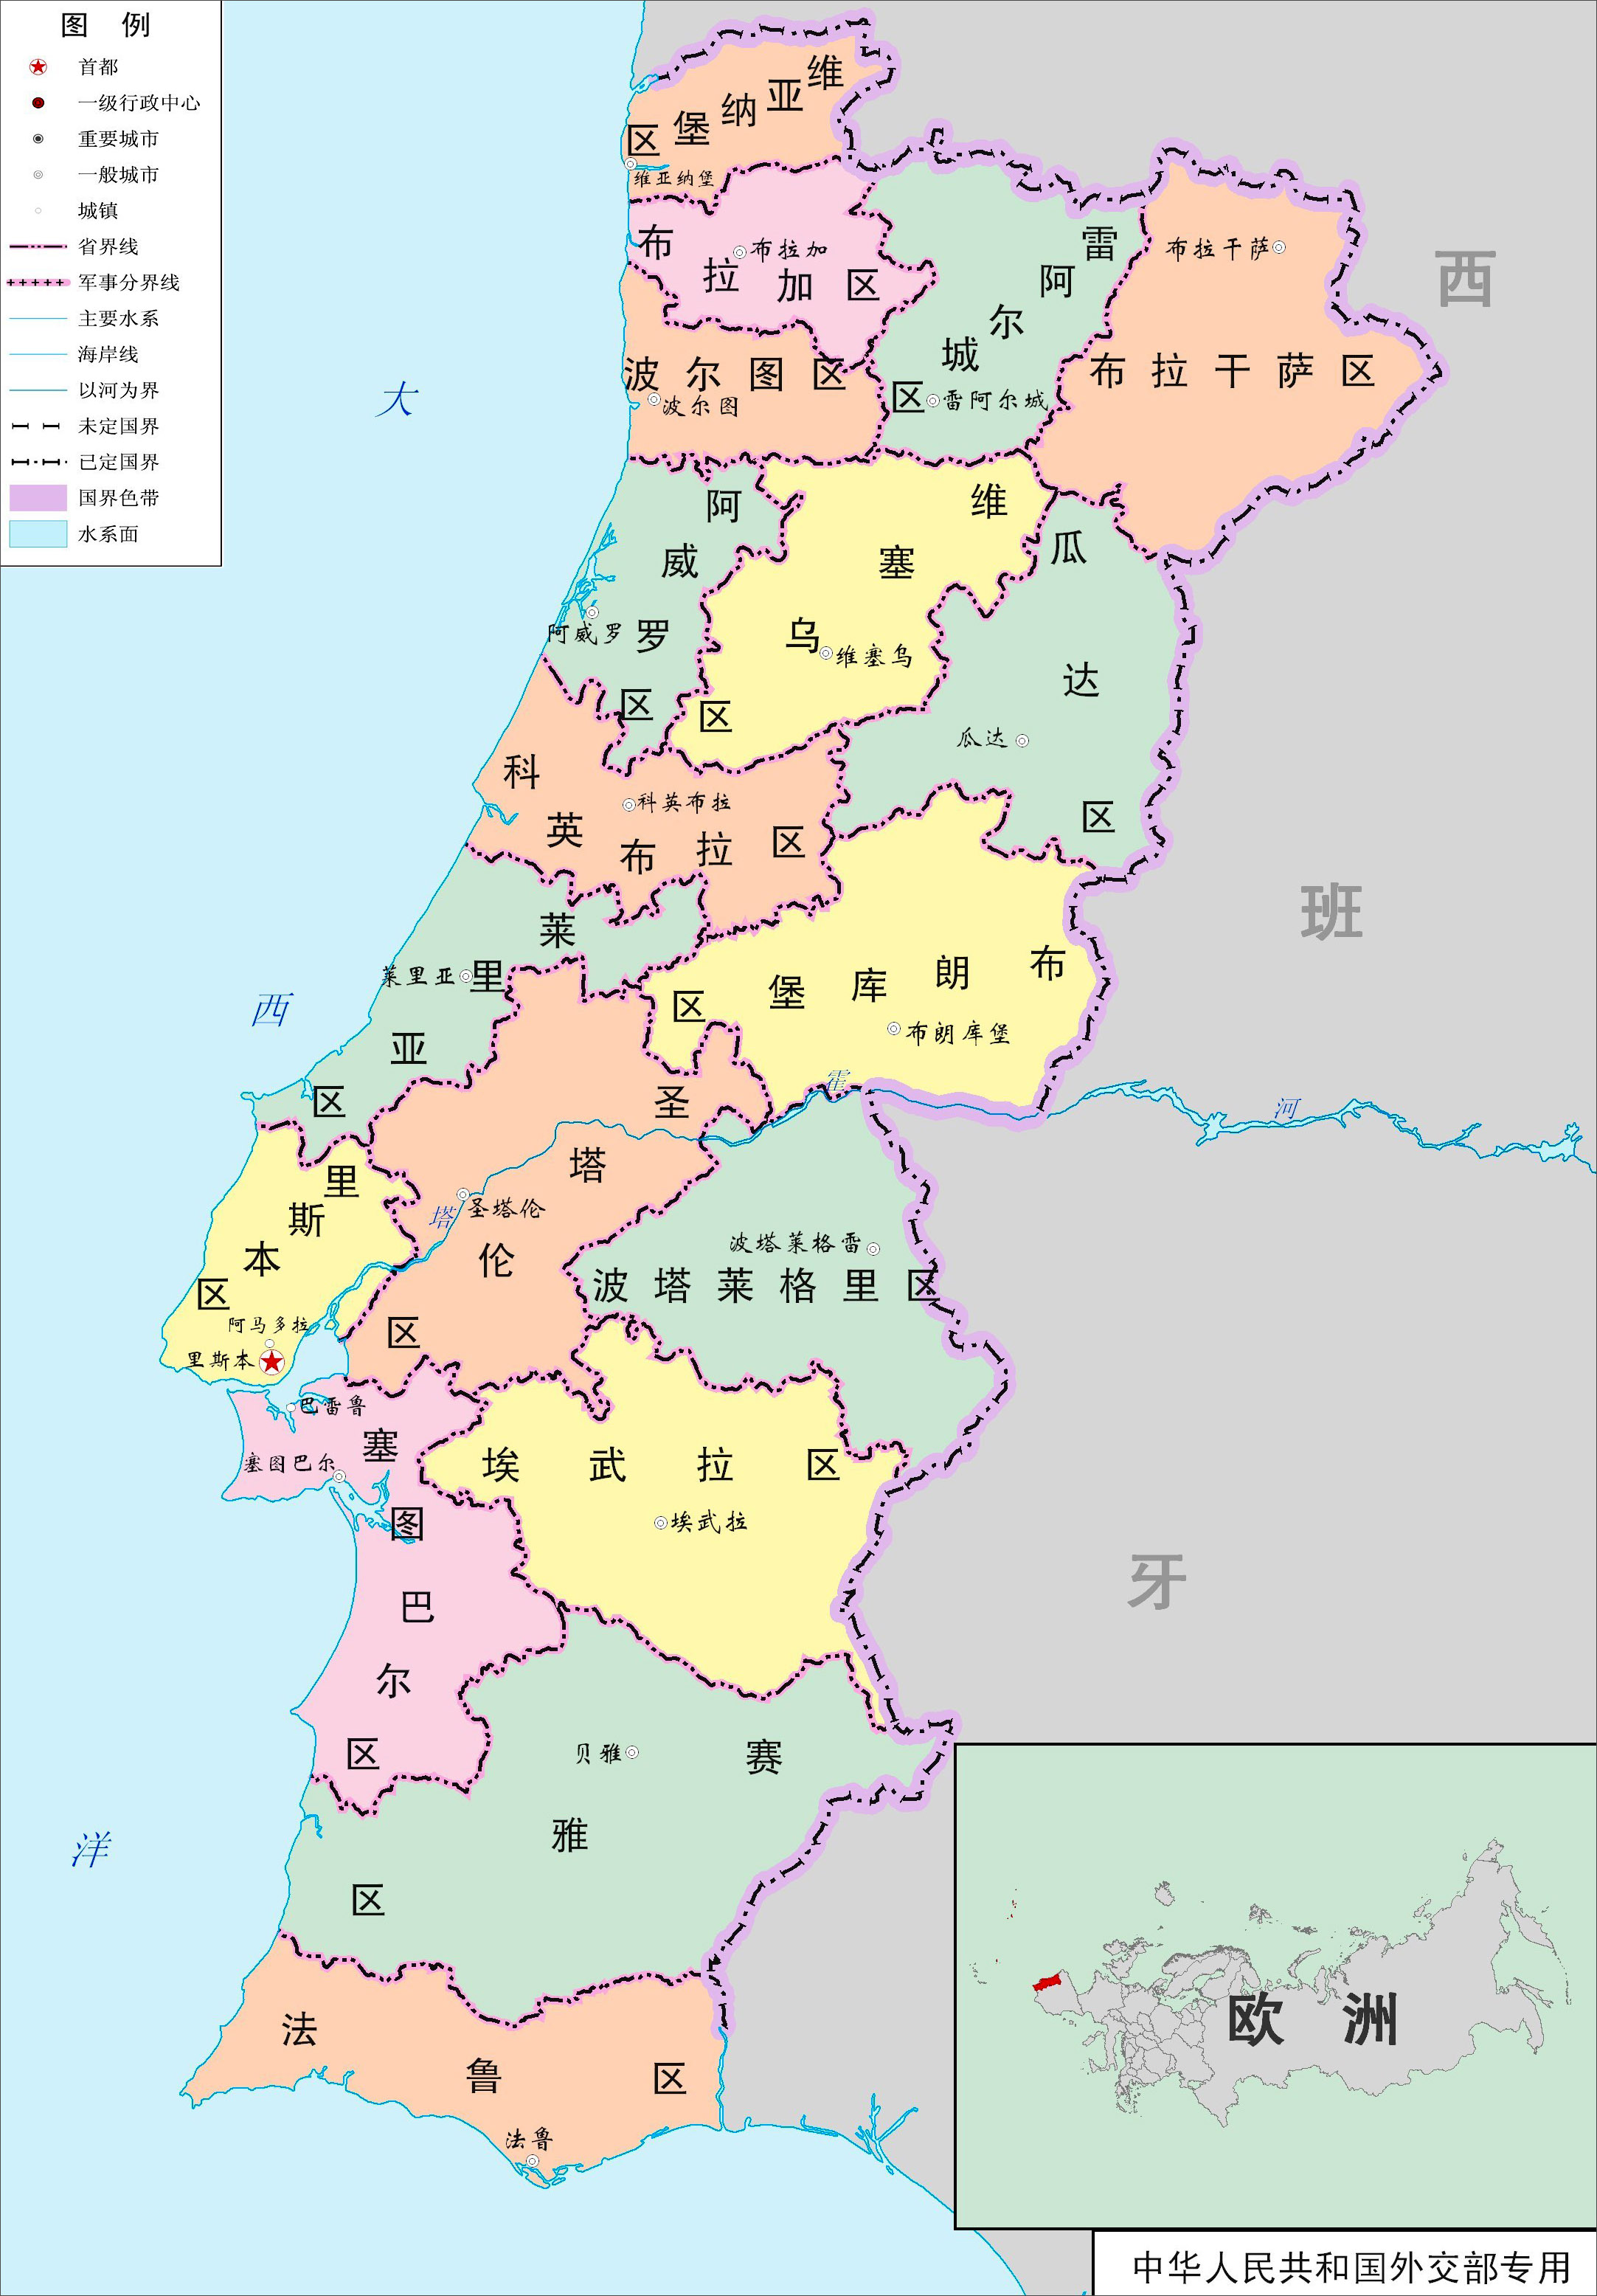 图 例
首都
一级行政中心
重要城市
一般城市
城镇
省界线
军事分界线
主要水系
海岸线
以河为界
未定国界
已定国界
国界色带
水系面
维亚纳堡区
维亚纳堡
布拉加区
布拉加
雷阿尔城区
雷阿尔城
布拉干萨
布拉干萨区
波尔图区
波尔图
阿威罗区
阿威罗
维塞乌区
维塞乌
瓜达区
瓜达
科英布拉区
科英布拉
莱里亚区
莱里亚
布朗库堡区
布朗库堡
圣塔伦区
圣塔伦
里斯本区
阿马多拉
里斯本
波塔莱格雷
波塔莱格里区
巴雷鲁
塞图巴尔
塞图巴尔区
埃武拉区
埃武拉
贝雅
赛雅区
法鲁区
法鲁
大西洋
西班牙
塔霍河
欧 洲
中华人民共和国外交部专用